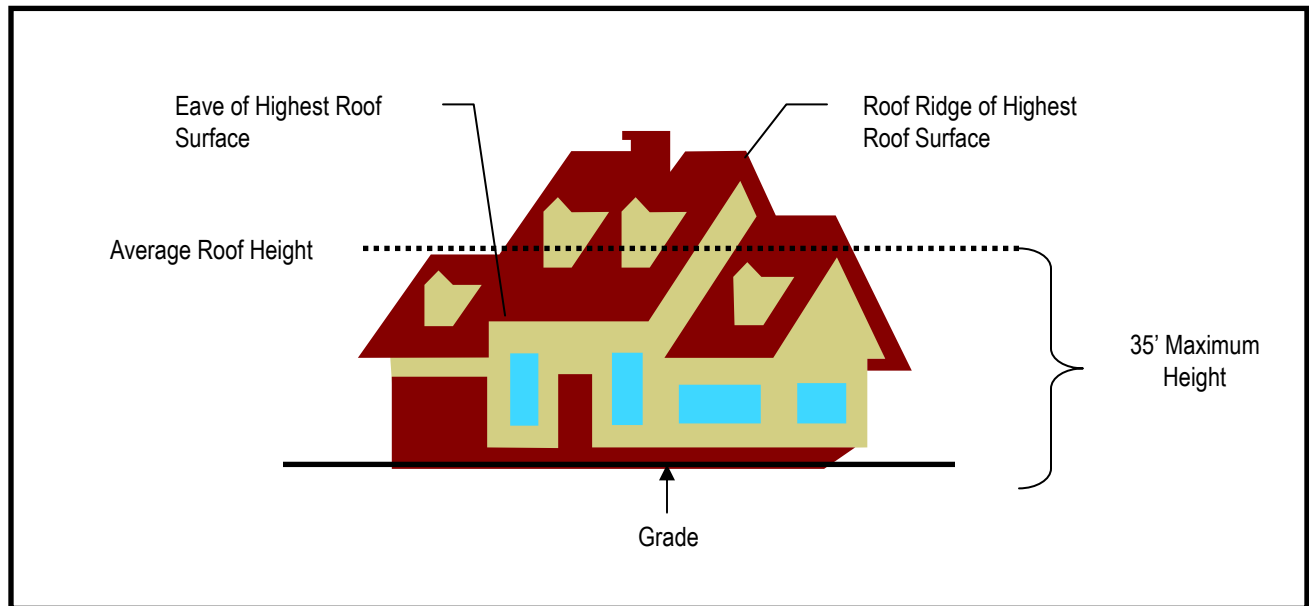 Eave of Highest Roof
Surface
Roof Ridge of Highest
Roof Surface
Average Roof Height
35’ Maximum
Height
Grade